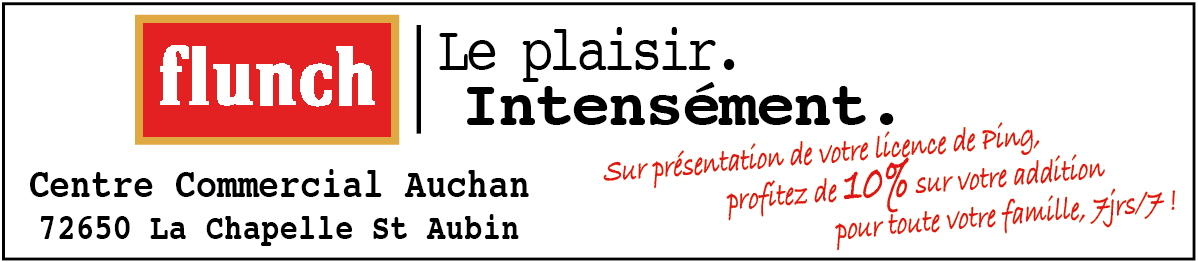 flunch
Le plaisir.
Intensément.
Centre Commercial Auchan
72650 La Chapelle St Aubin
Sur présentation de votre licence de Ping,
profitez de 10% sur votre addition
pour toute votre famille, 7jrs/7 !